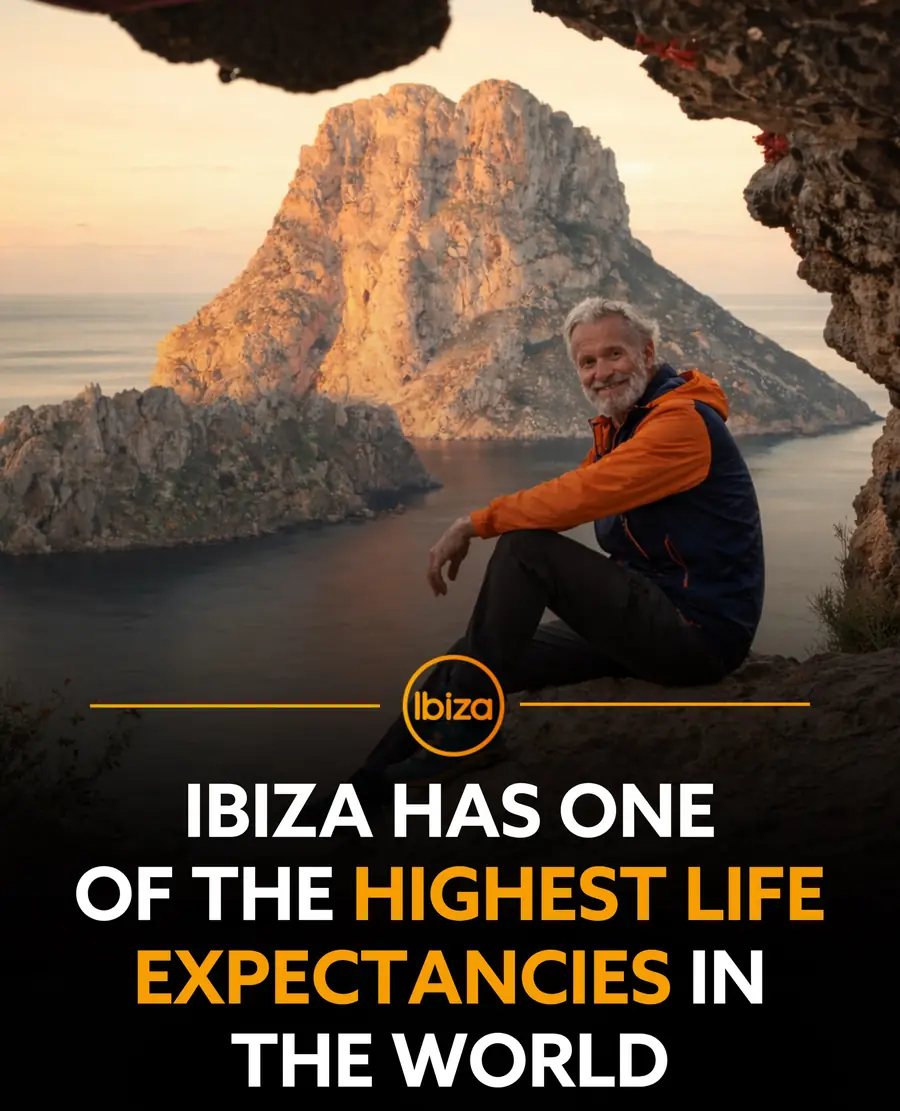 Ibiza
IBIZA HAS ONE
OF THE HIGHEST LIFE
EXPECTANCIES IN
THE WORLD